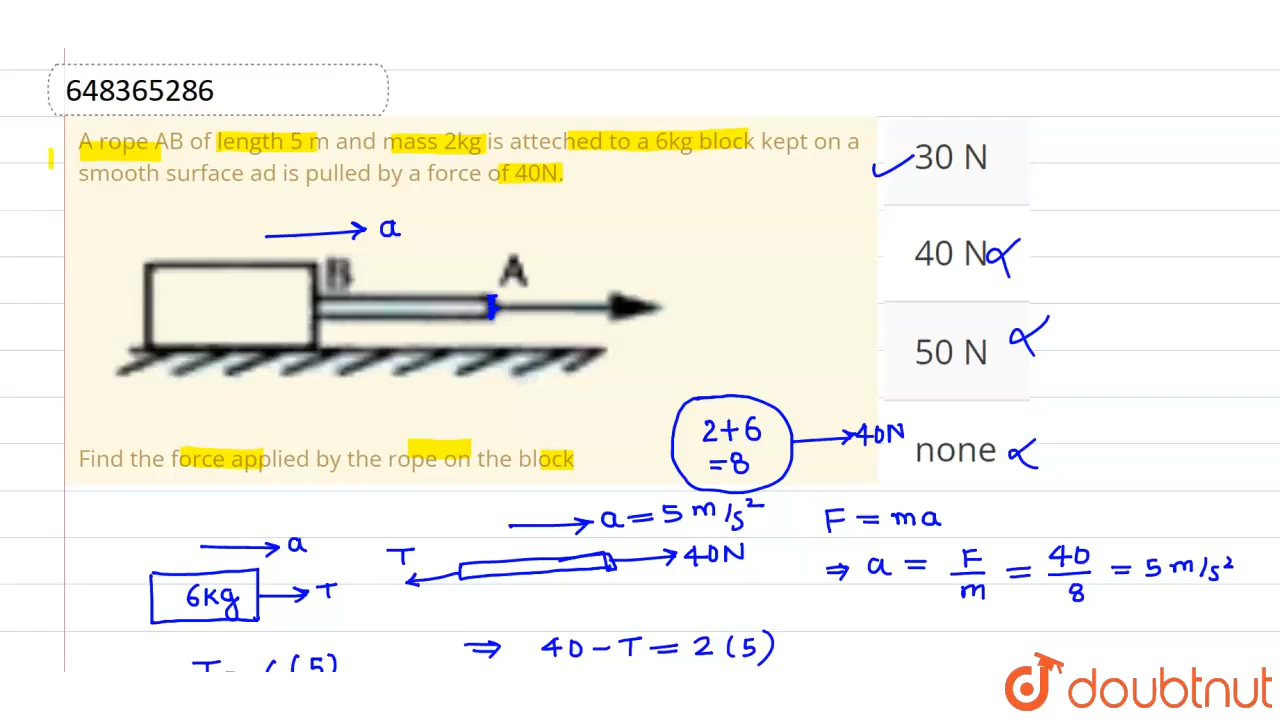 648365286
A rope AB of length 5 m and mass 2kg is atteched to a 6kg block kept on a
smooth surface ad is pulled by a force of 40N.
a
B
A
Find the force applied by the rope on the block
30 N
40 N
50 N
none
2+6
=8
40N
a = 5 m/s²
F = ma
a
6kg
T
T
40N
⇒ a = F/m = 40/8 = 5 m/s²
⇒ 40 - T = 2 (5)
doubtnut